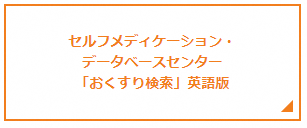 セルフメディケーション・
データベースセンター
「おくすり検索」英語版